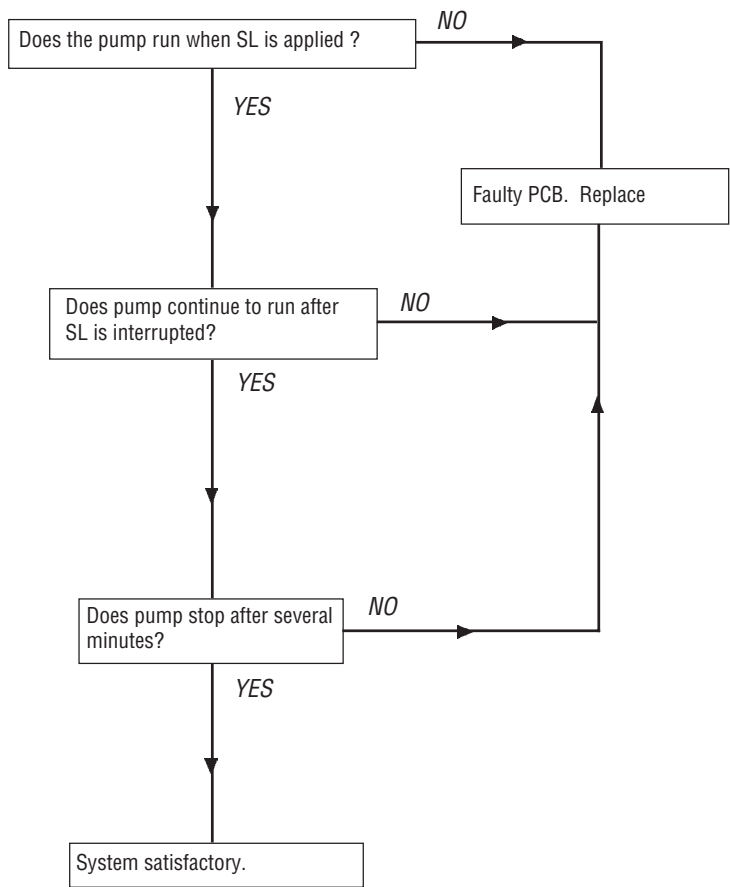 Does the pump run when SL is applied ?
NO
YES
Faulty PCB.  Replace
Does pump continue to run after
SL is interrupted?
NO
YES
Does pump stop after several
minutes?
NO
YES
System satisfactory.